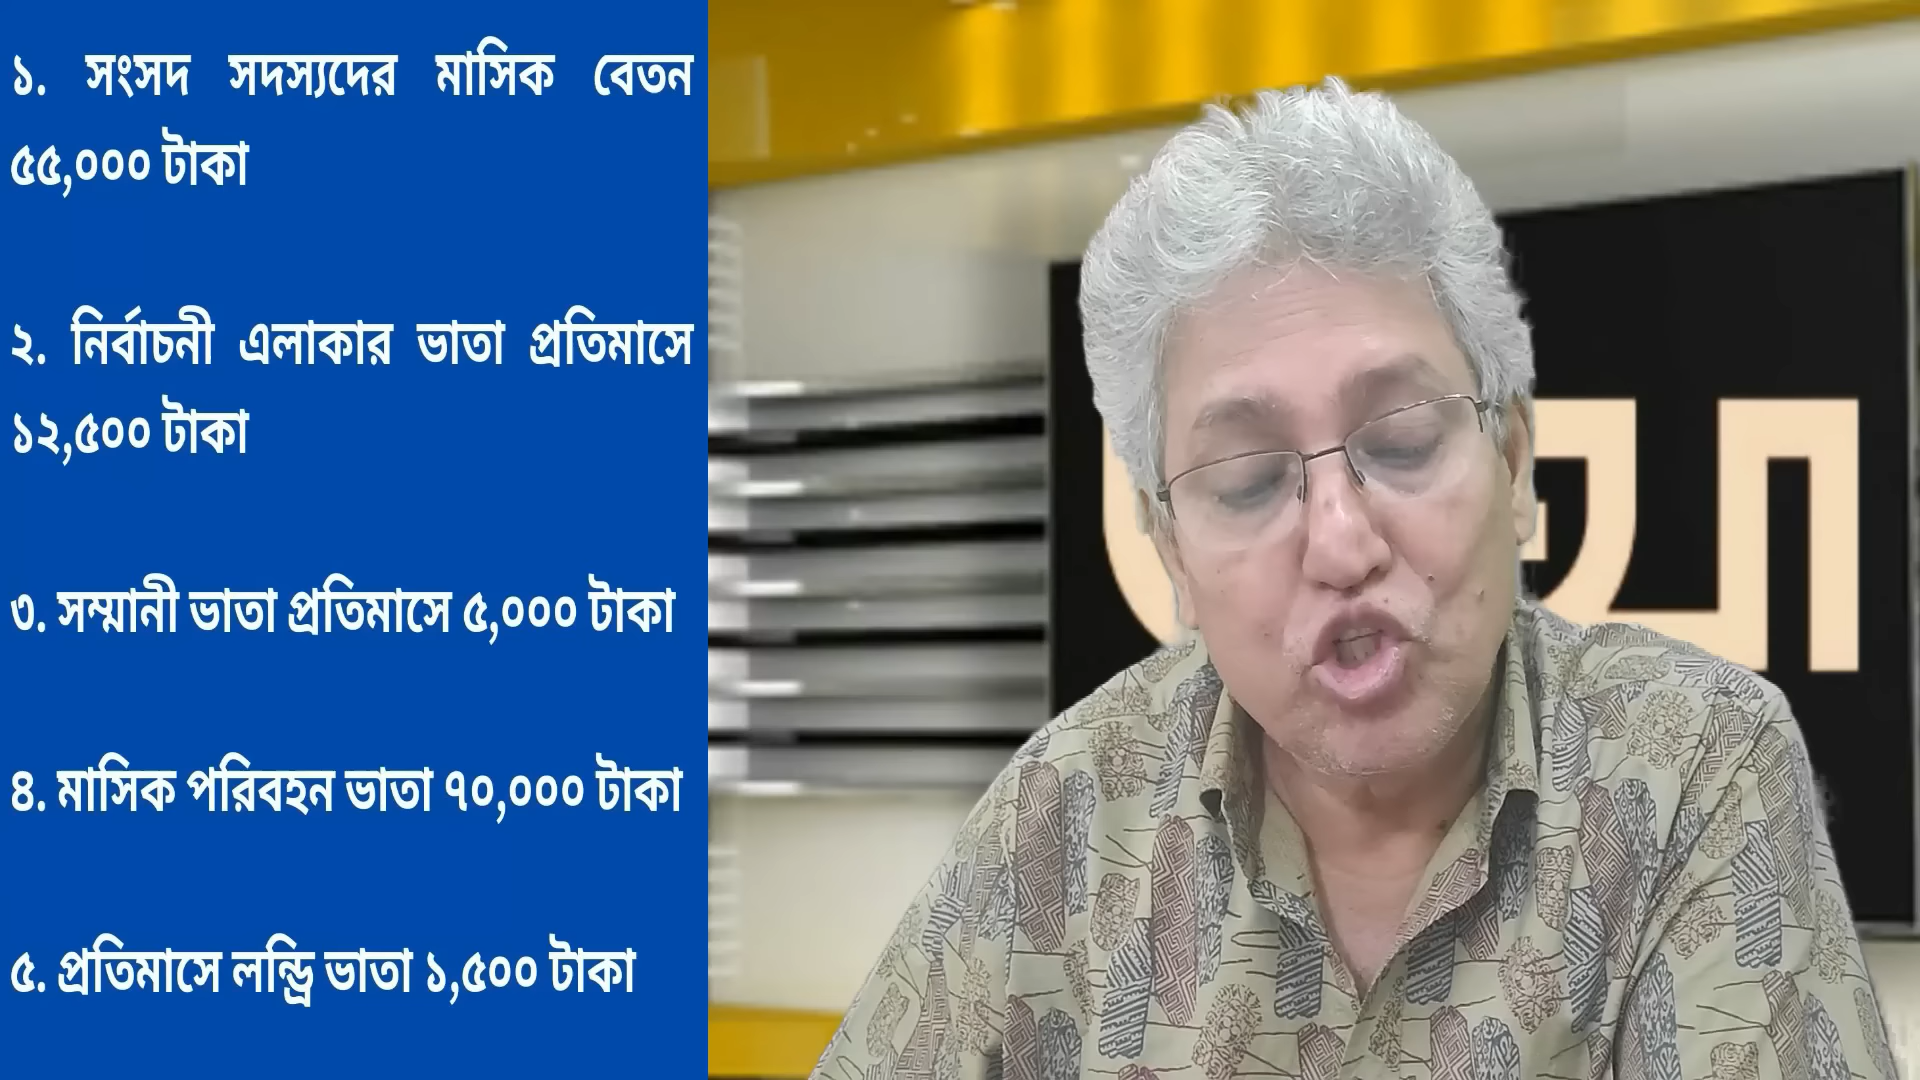 ১. সংসদ সদস্যদের মাসিক বেতন
৫৫,০০০ টাকা
২. নির্বাচনী এলাকার ভাতা প্রতিমাসে
১২,৫০০ টাকা
৩. সম্মানী ভাতা প্রতিমাসে ৫,০০০ টাকা
৪. মাসিক পরিবহন ভাতা ৭০,০০০ টাকা
৫. প্রতিমাসে লন্ড্রি ভাতা ১,৫০০ টাকা